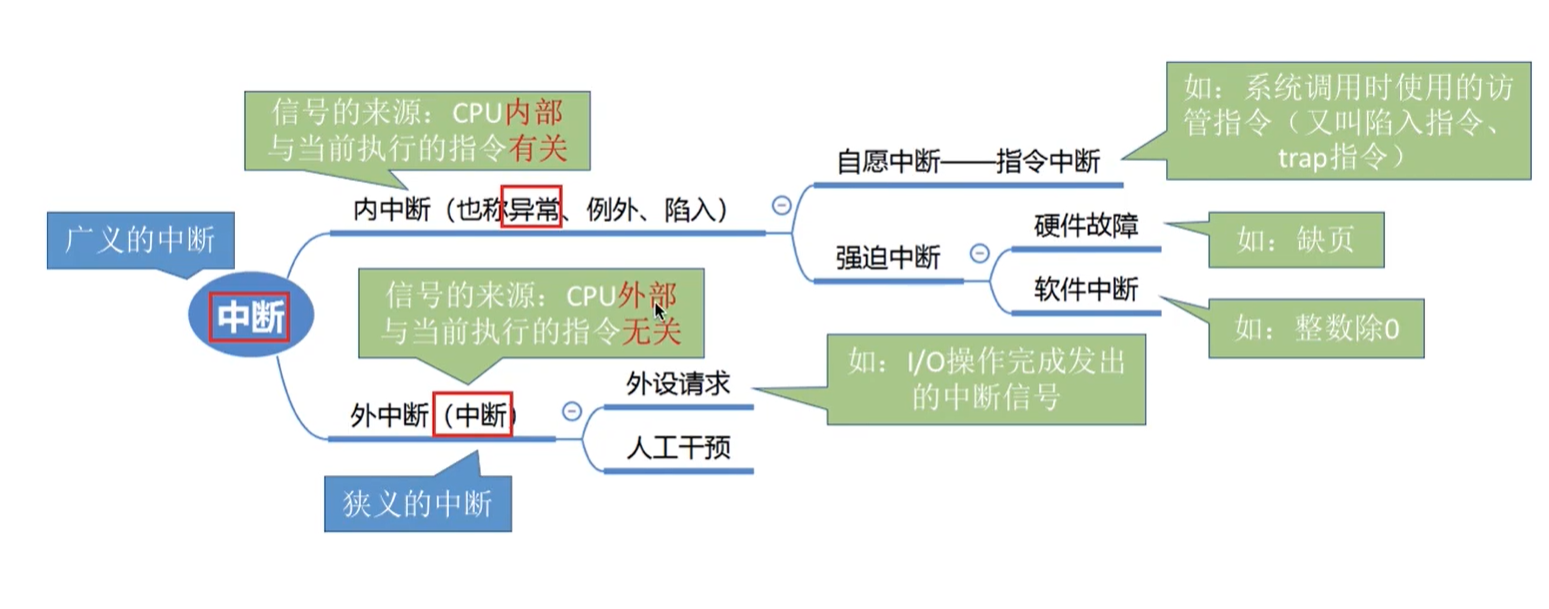 信号的来源：CPU内部
与当前执行的指令有关
如：系统调用时使用的访
管指令（又叫陷入指令、
trap指令）
自愿中断——指令中断
内中断（也称异常、例外、陷入）
广义的中断
硬件故障
如：缺页
强迫中断
软件中断
如：整数除0
中断
信号的来源：CPU外部
与当前执行的指令无关
如：I/O操作完成发出
的中断信号
外设请求
外中断（中断）
人工干预
狭义的中断